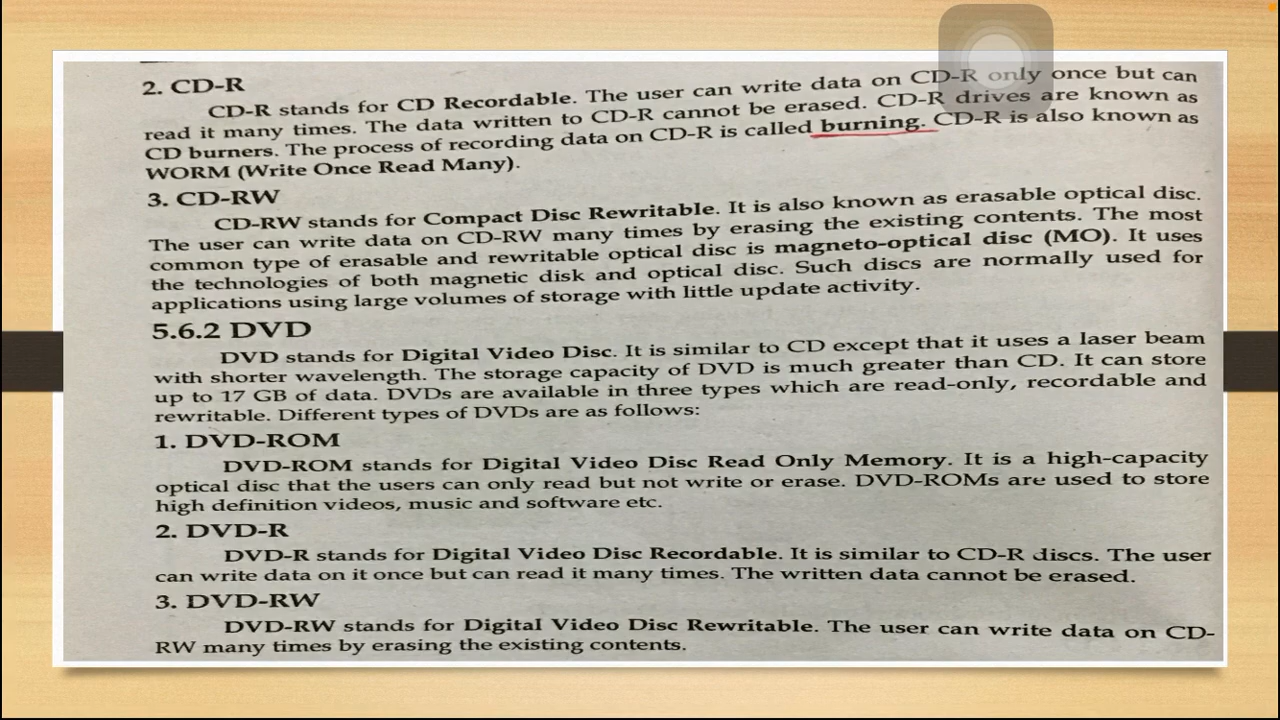 2. CD-R
CD-R stands for CD Recordable. The user can write data on CD-R only once but can
read it many times. The data written to CD-R cannot be erased. CD-R drives are known as
CD burners. The process of recording data on CD-R is called burning. CD-R is also known as
WORM (Write Once Read Many).
3. CD-RW
CD-RW stands for Compact Disc Rewritable. It is also known as erasable optical disc.
The user can write data on CD-RW many times by erasing the existing contents. The most
common type of erasable and rewritable optical disc is magneto-optical disc (MO). It uses
the technologies of both magnetic disk and optical disc. Such discs are normally used for
applications using large volumes of storage with little update activity.
5.6.2 DVD
DVD stands for Digital Video Disc. It is similar to CD except that it uses a laser beam
with shorter wavelength. The storage capacity of DVD is much greater than CD. It can store
up to 17 GB of data. DVDs are available in three types which are read-only, recordable and
rewritable. Different types of DVDs are as follows:
1. DVD-ROM
DVD-ROM stands for Digital Video Disc Read Only Memory. It is a high-capacity
optical disc that the users can only read but not write or erase. DVD-ROMs are used to store
high definition videos, music and software etc.
2. DVD-R
DVD-R stands for Digital Video Disc Recordable. It is similar to CD-R discs. The user
can write data on it once but can read it many times. The written data cannot be erased.
3. DVD-RW
DVD-RW stands for Digital Video Disc Rewritable. The user can write data on CD-
RW many times by erasing the existing contents.